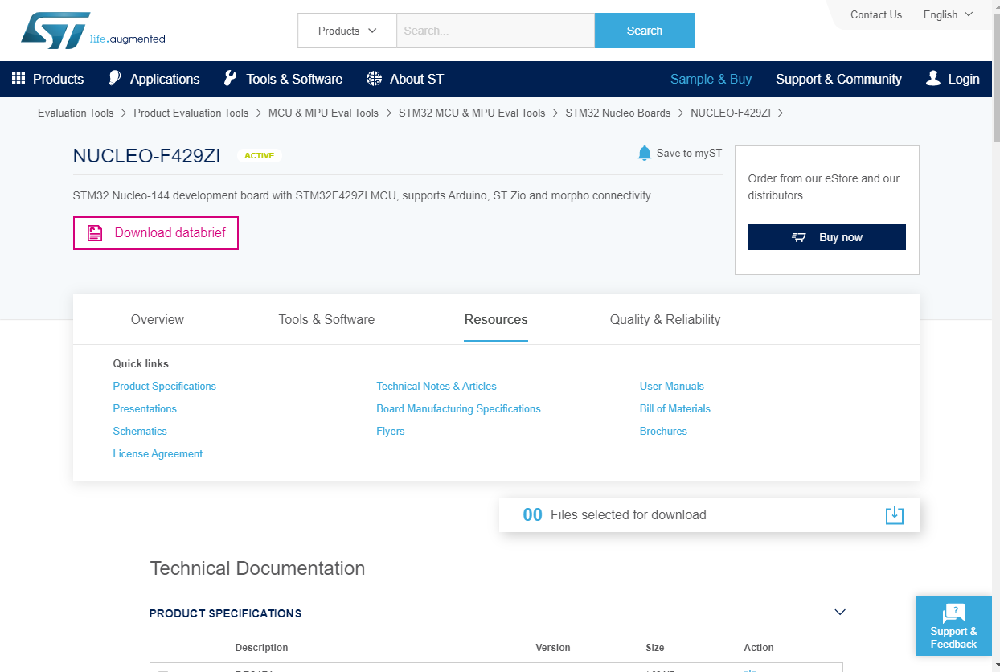 Contact Us English
ST life.augmented
Products Search... Search
Products Applications Tools & Software About ST Sample & Buy Support & Community Login
Evaluation Tools > Product Evaluation Tools > MCU & MPU Eval Tools > STM32 MCU & MPU Eval Tools > STM32 Nucleo Boards > NUCLEO-F429ZI >
NUCLEO-F429ZI ACTIVE Save to myST
STM32 Nucleo-144 development board with STM32F429ZI MCU, supports Arduino, ST Zio and morpho connectivity
Download databrief
Order from our eStore and our
distributors
Buy now
Overview Tools & Software Resources Quality & Reliability
Quick links
Product Specifications Technical Notes & Articles User Manuals
Presentations Board Manufacturing Specifications Bill of Materials
Schematics Flyers Brochures
License Agreement
00 Files selected for download
Technical Documentation
PRODUCT SPECIFICATIONS
Description Version Size Action
Support &
Feedback